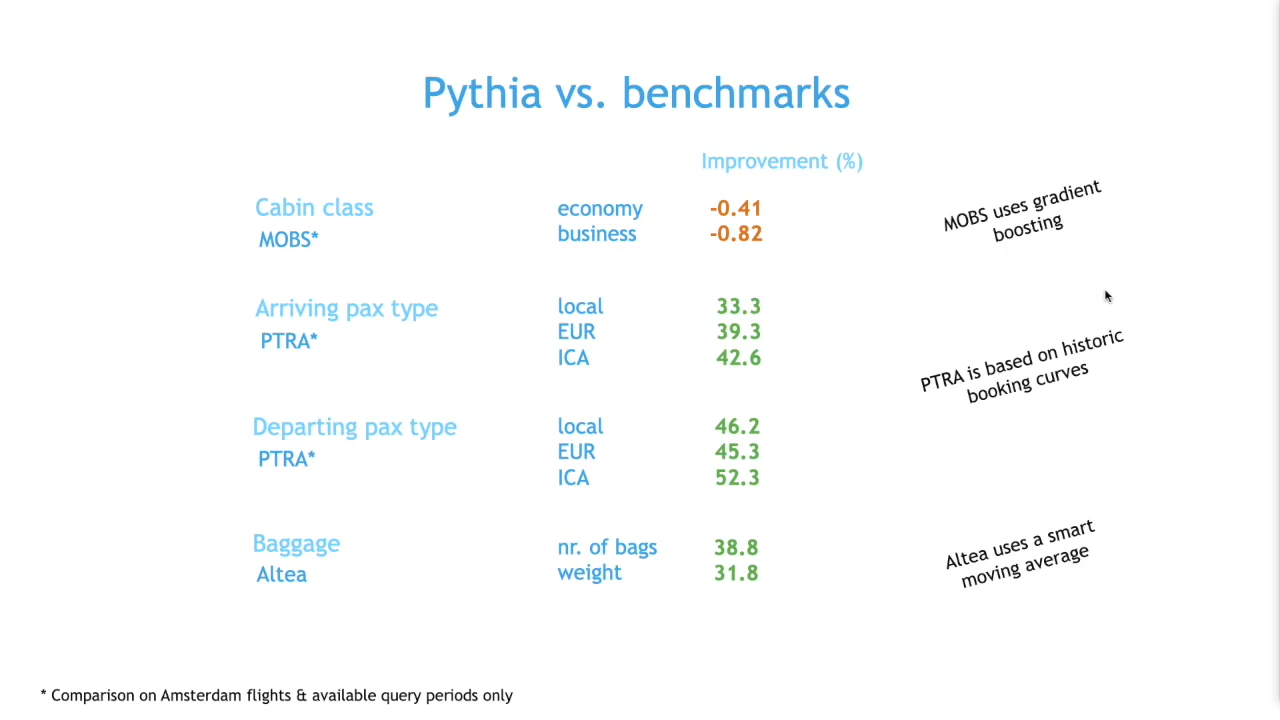 Pythia vs. benchmarks
Improvement (%)
Cabin class
MOBS*
economy -0.41
business -0.82
MOBS uses gradient
boosting
Arriving pax type
PTRA*
local 33.3
EUR 39.3
ICA 42.6
PTRA is based on historic
booking curves
Departing pax type
PTRA*
local 46.2
EUR 45.3
ICA 52.3
Baggage
Altea
nr. of bags 38.8
weight 31.8
Altea uses a smart
moving average
* Comparison on Amsterdam flights & available query periods only